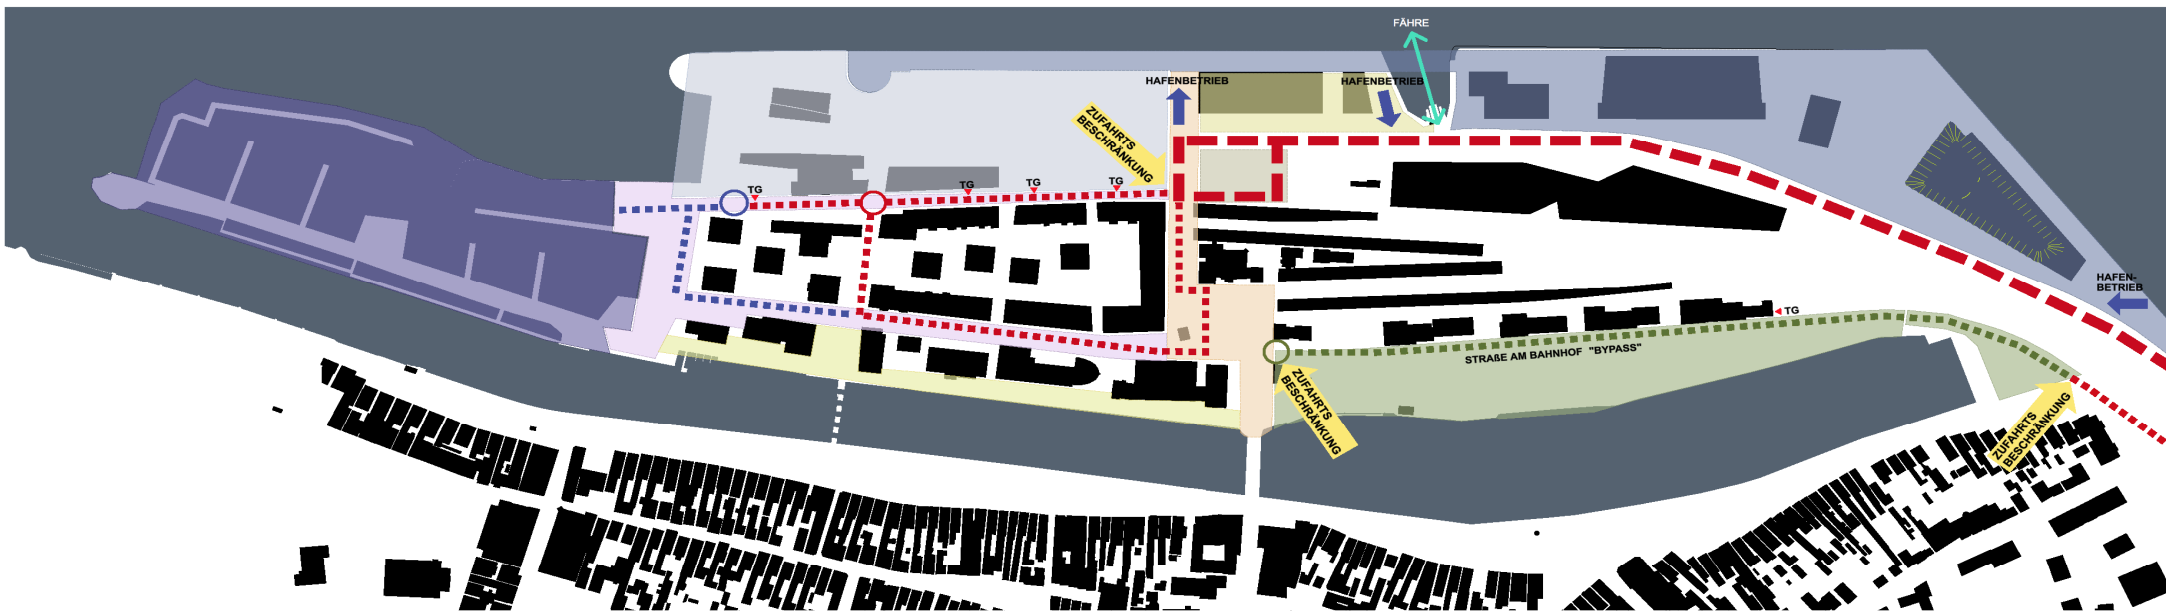 FÄHRE
HAFENBETRIEB
HAFENBETRIEB
ZUFAHRTS
BESCHRÄNKUNG
TG
TG
TG
TG
HAFEN-
BETRIEB
TG
STRAßE AM BAHNHOF "BYPASS"
ZUFAHRTS
BESCHRÄNKUNG
ZUFAHRTS
BESCHRÄNKUNG